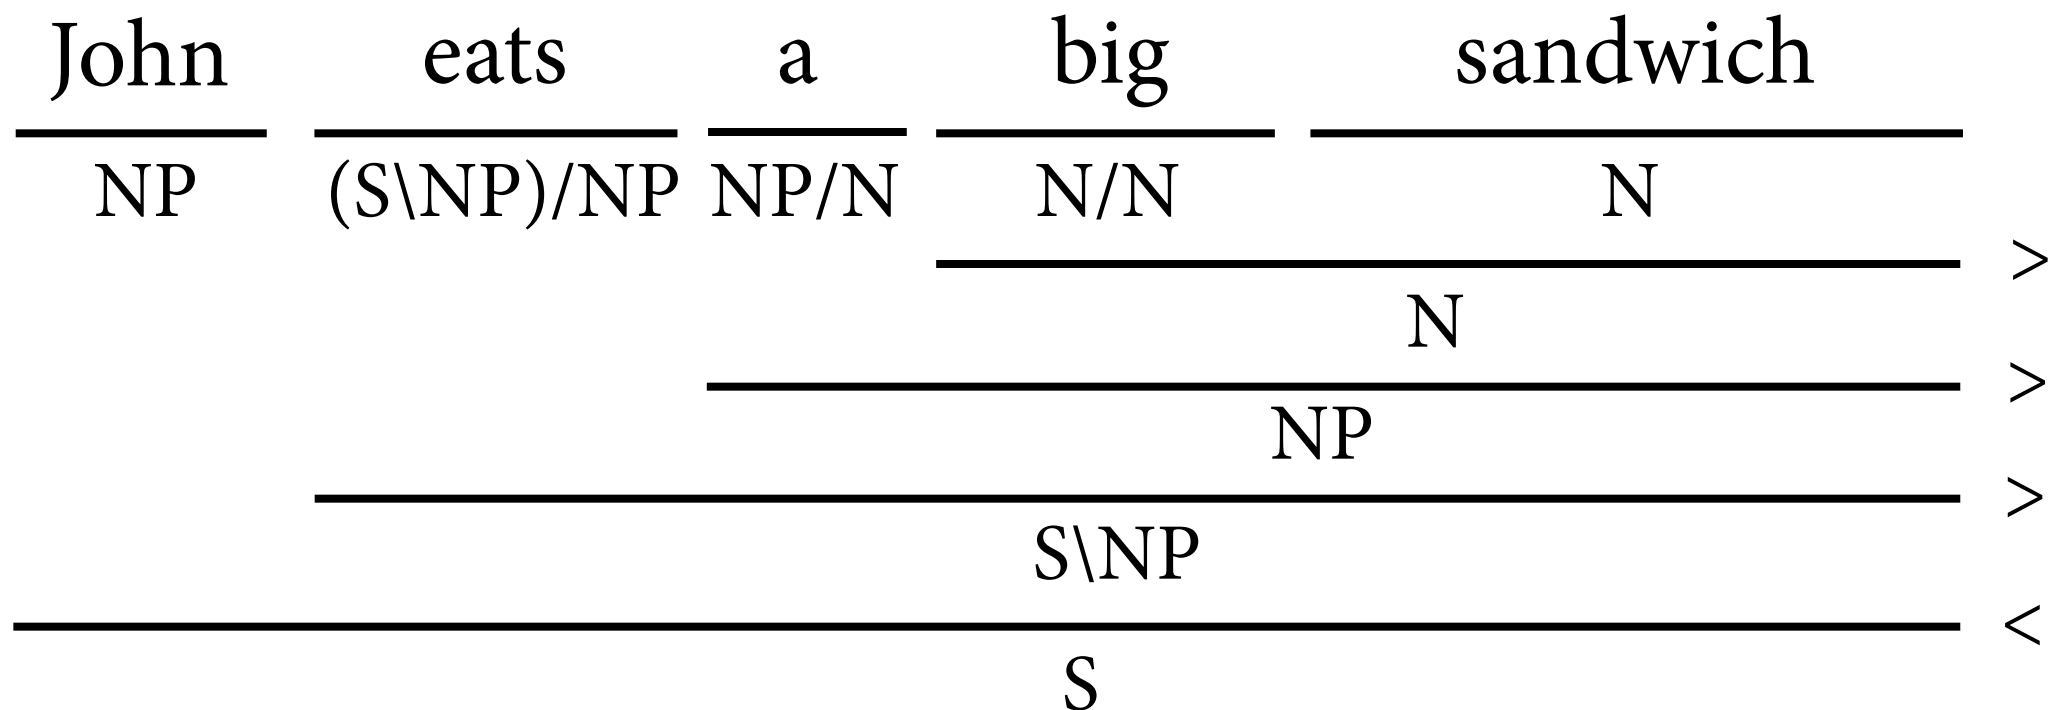 John eats a big sandwich
NP (S\NP)/NP NP/N N/N N
>
N
>
NP
>
S\NP
<
S